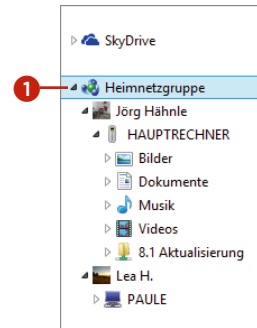 SkyDrive
1 Heimnetzgruppe
Jörg Hähnle
HAUPTRECHNER
Bilder
Dokumente
Musik
Videos
8.1 Aktualisierung
Lea H.
PAULE